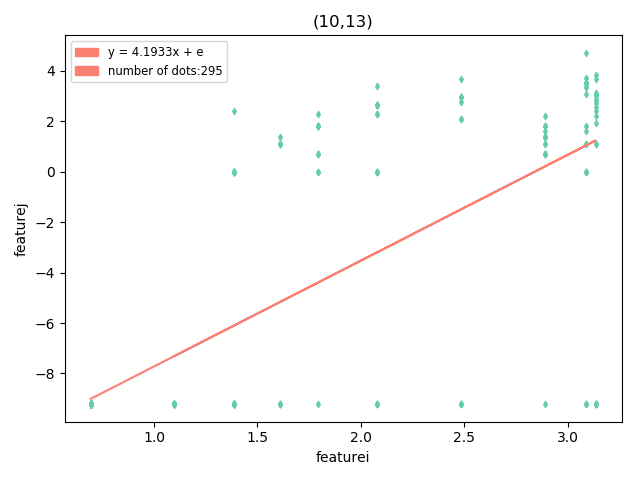 (10,13)
y = 4.1933x + e
number of dots:295
4
2
0
−2
−4
−6
−8
featurej
1.0 1.5 2.0 2.5 3.0
featurei